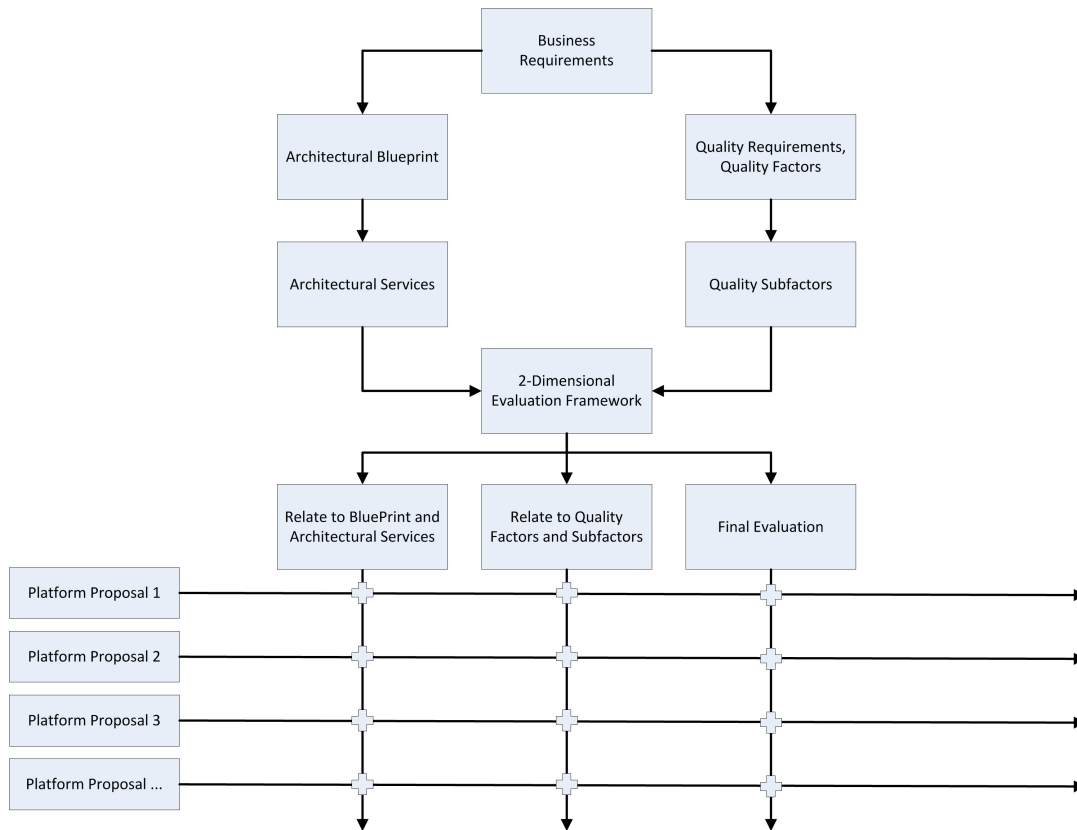 Business
Requirements
Architectural Blueprint
Quality Requirements,
Quality Factors
Architectural Services
Quality Subfactors
2-Dimensional
Evaluation Framework
Relate to BluePrint and
Architectural Services
Relate to Quality
Factors and Subfactors
Final Evaluation
Platform Proposal 1
Platform Proposal 2
Platform Proposal 3
Platform Proposal ...